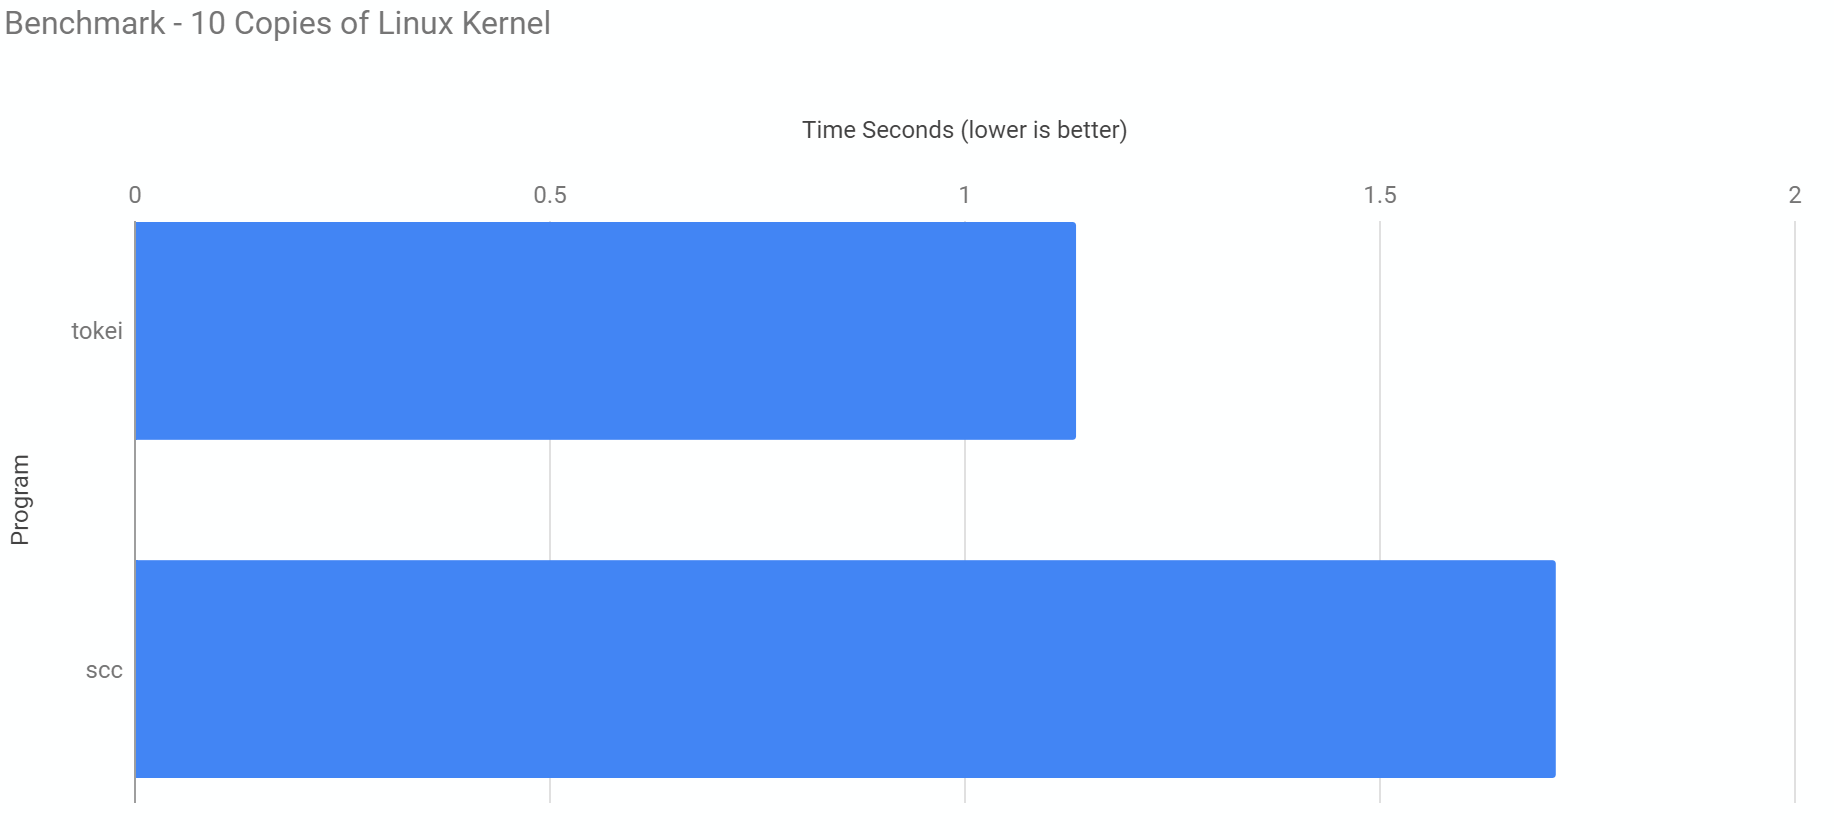 Benchmark - 10 Copies of Linux Kernel
Time Seconds (lower is better)
0 0.5 1 1.5 2
tokei
Program
scc